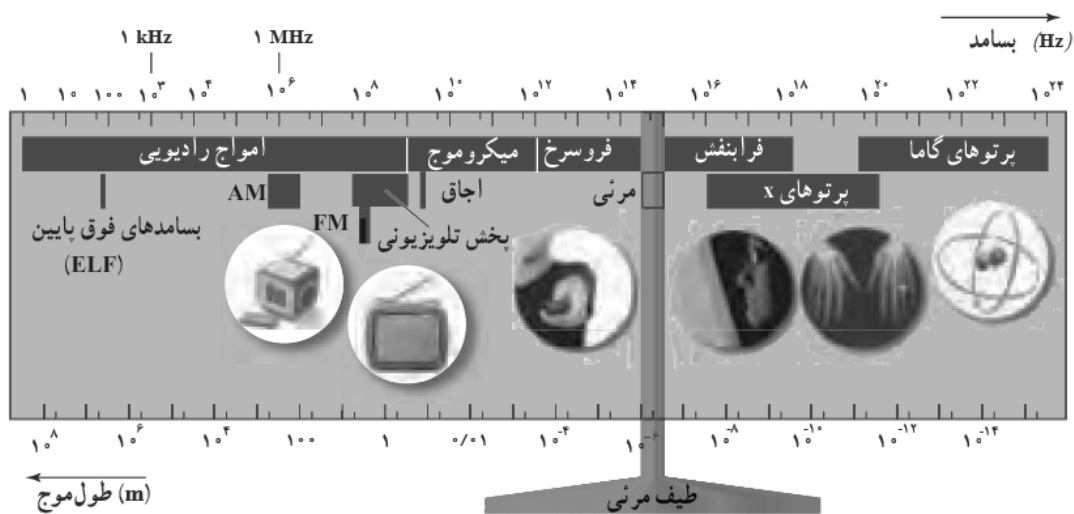 ۱ kHz ۱ MHz بسامد (Hz)
۱ ۱۰ ۱۰۰ ۱۰³ ۱۰⁴ ۱۰⁶ ۱۰⁸ ۱۰¹⁰ ۱۰¹² ۱۰¹⁴ ۱۰¹⁶ ۱۰¹⁸ ۱۰²⁰ ۱۰²² ۱۰²⁴
امواج رادیویی میکروموج فروسرخ فرابنفش پرتوهای گاما
AM اجاق مرئی پرتوهای x
بسامدهای فوق پایین FM پخش تلویزیونی
(ELF)
۱۰⁸ ۱۰⁶ ۱۰⁴ ۱۰۰ ۱ ۰/۰۱ ۱۰⁻⁴ ۱۰⁻⁶ ۱۰⁻⁸ ۱۰⁻¹⁰ ۱۰⁻¹² ۱۰⁻¹⁴
طول موج (m)
طیف مرئی